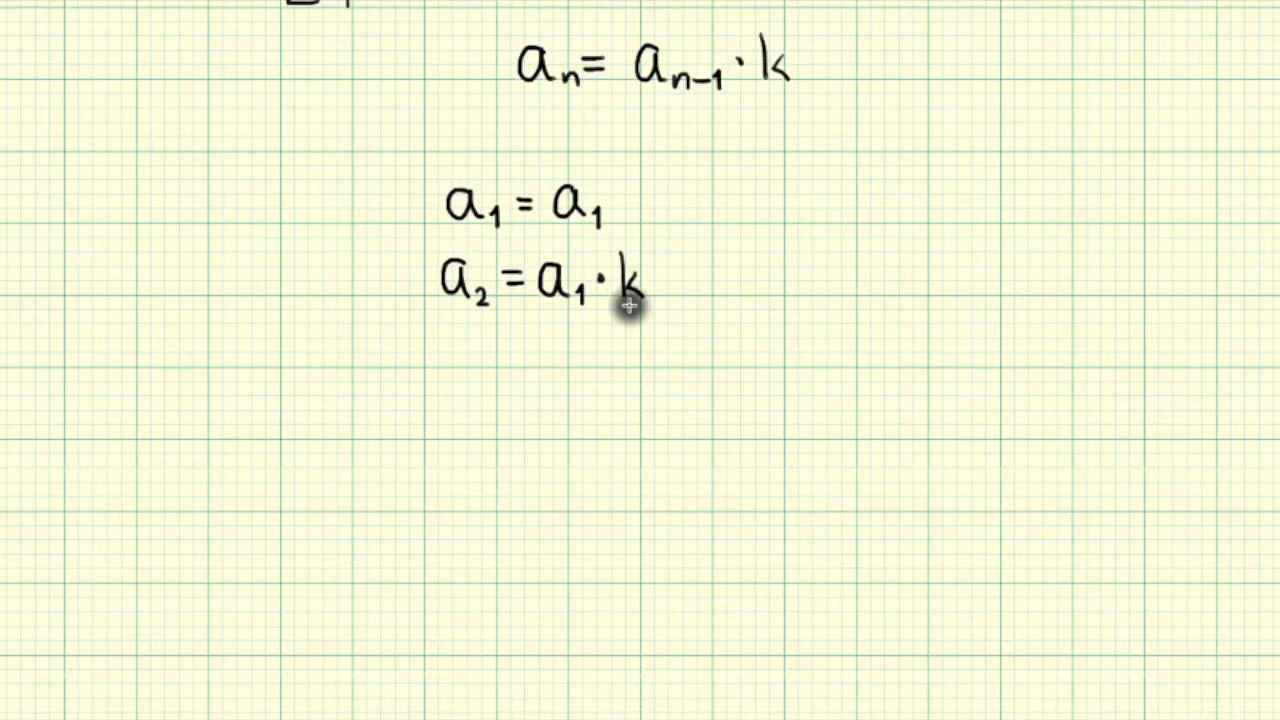 aₙ = aₙ₋₁ · k
a₁ = a₁
a₂ = a₁ · k